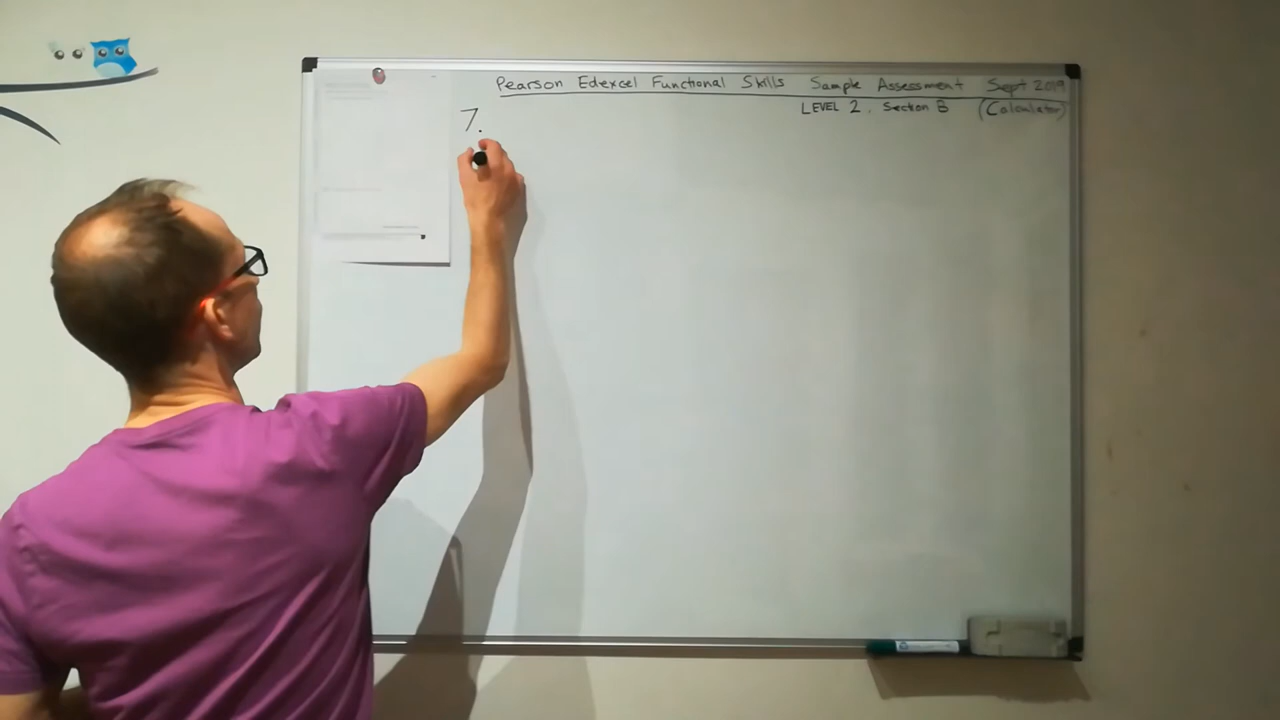 Pearson Edexcel Functional Skills Sample Assessment Sept 2019
LEVEL 2, Section B (Calculator)
7.